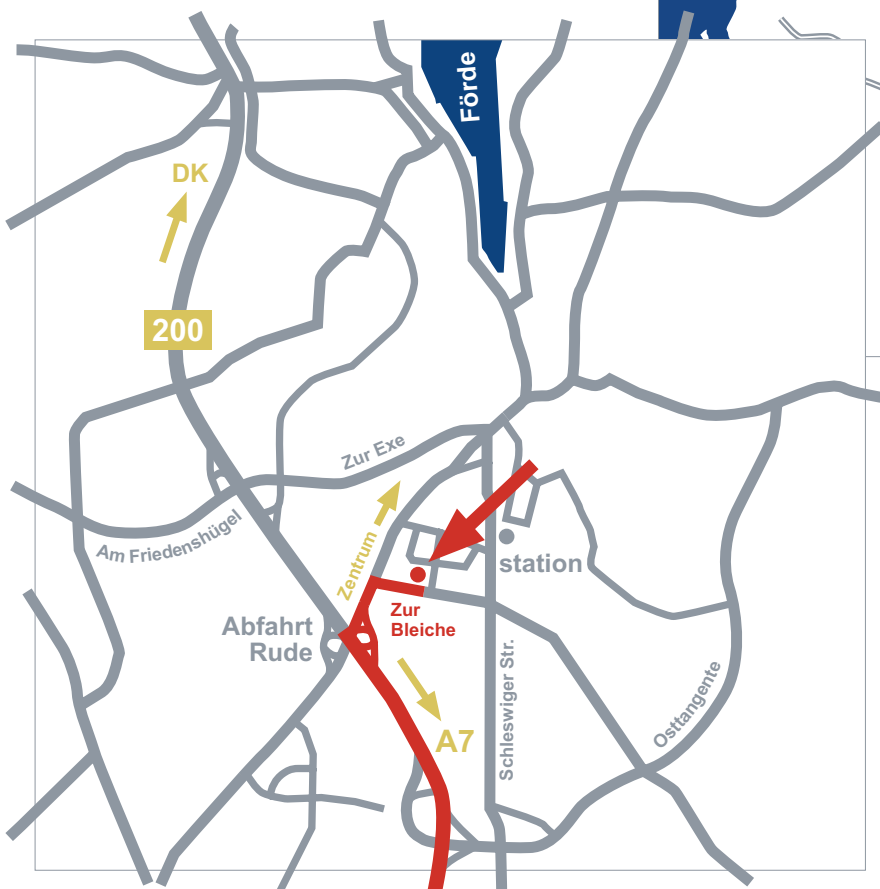 Förde
DK
200
Zur Exe
Am Friedenshügel
Zentrum
station
Zur
Bleiche
Abfahrt
Rude
Schleswiger Str.
Osttangente
A7